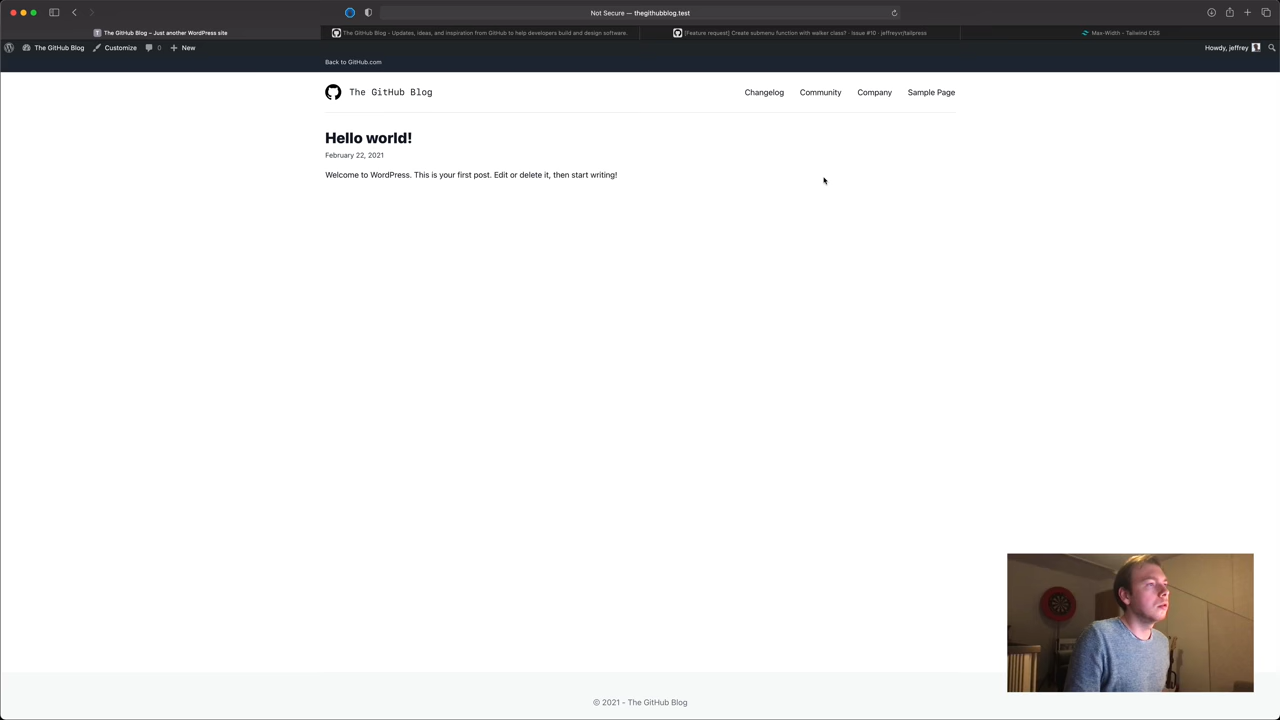 Not Secure — thegithubblog.test
The GitHub Blog – Just another WordPress site
The GitHub Blog - Updates, ideas, and inspiration from GitHub to help developers build and design software.
[Feature request] Create submenu function with walker class? · Issue #10 · jeffreyvr/tailpress
Max-Width - Tailwind CSS
The GitHub Blog
Customize
0
New
Howdy, jeffrey
Back to GitHub.com
The GitHub Blog
Changelog
Community
Company
Sample Page
Hello world!
February 22, 2021
Welcome to WordPress. This is your first post. Edit or delete it, then start writing!
© 2021 - The GitHub Blog